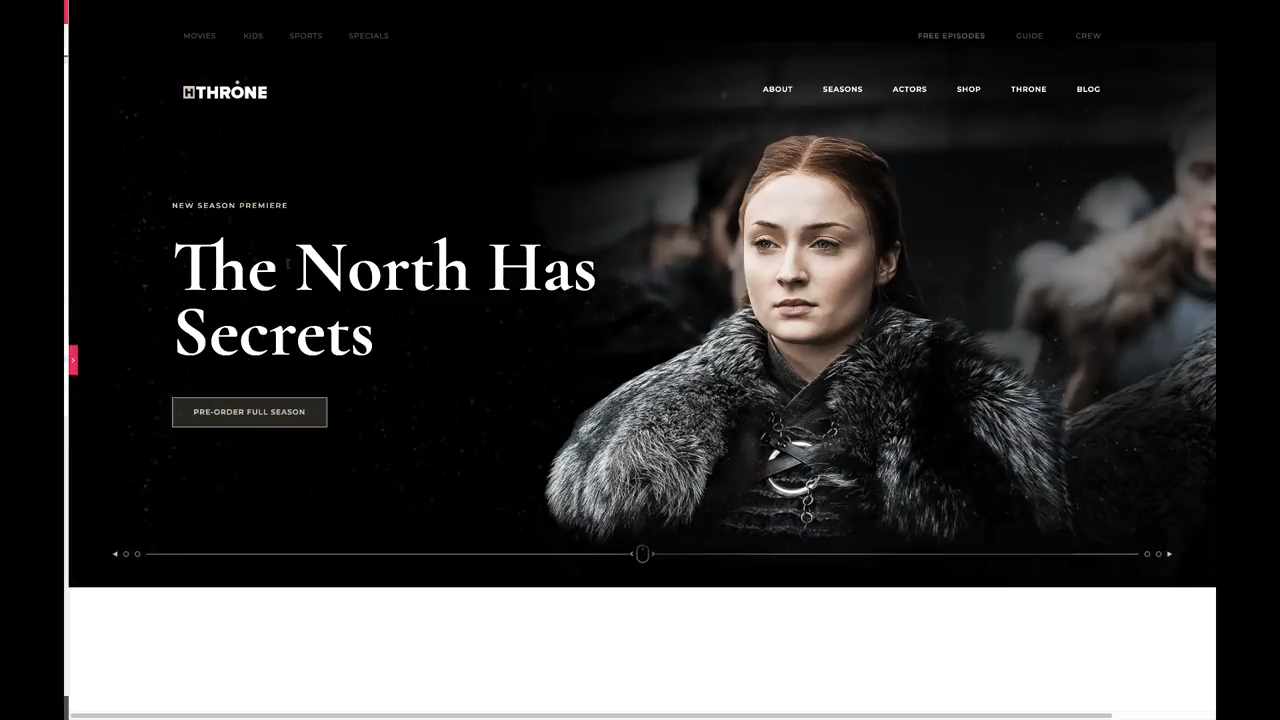 MOVIES KIDS SPORTS SPECIALS FREE EPISODES GUIDE CREW
HTHRONE ABOUT SEASONS ACTORS SHOP THRONE BLOG
NEW SEASON PREMIERE
The North Has
Secrets
PRE-ORDER FULL SEASON